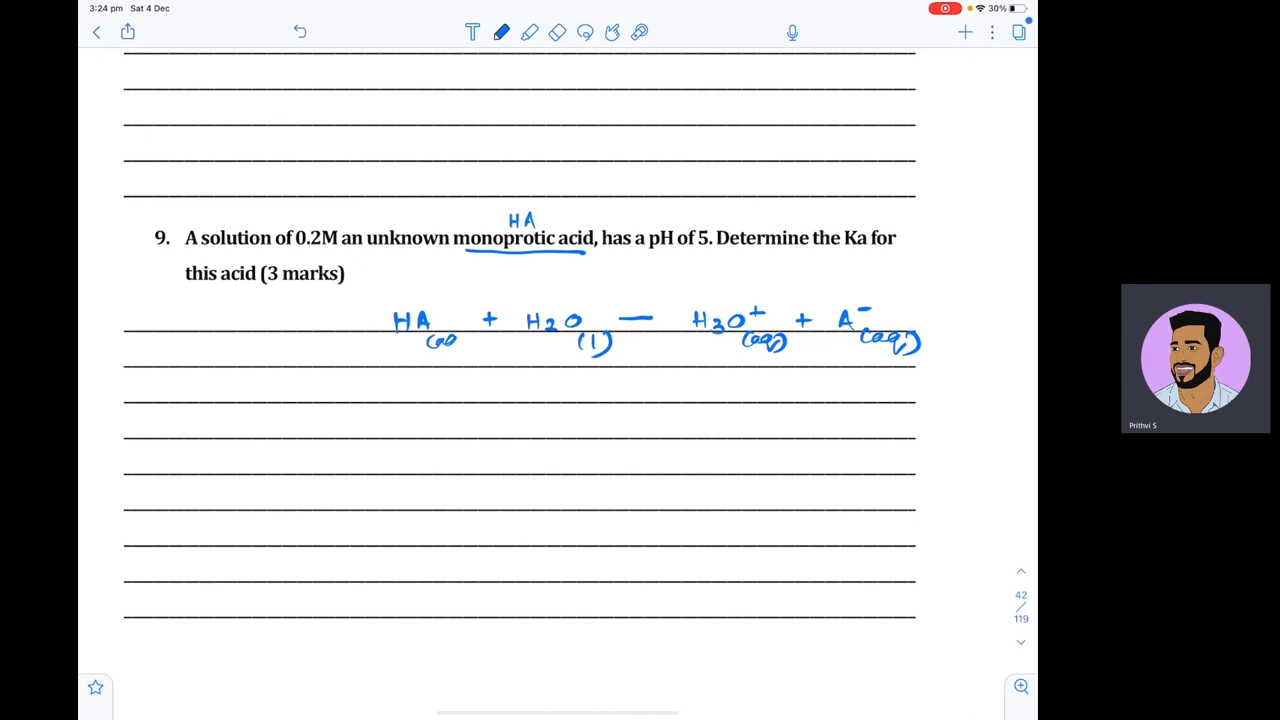 3:24 pm Sat 4 Dec
30%
HA
9. A solution of 0.2M an unknown monoprotic acid, has a pH of 5. Determine the Ka for
this acid (3 marks)
HA(aq + H2O(l) — H3O+(aq) + A-(aq)
Prithvi S
42
/
119